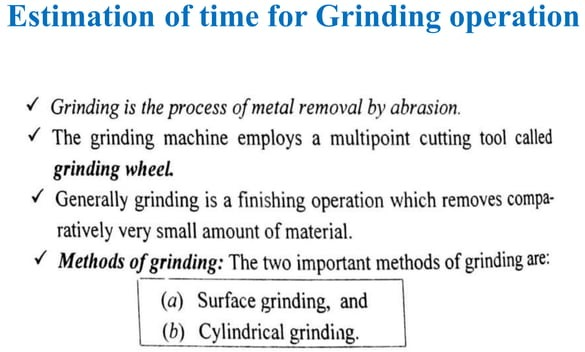 Estimation of time for Grinding operation
✓ Grinding is the process of metal removal by abrasion.
✓ The grinding machine employs a multipoint cutting tool called
grinding wheel.
✓ Generally grinding is a finishing operation which removes compa-
ratively very small amount of material.
✓ Methods of grinding: The two important methods of grinding are:
(a) Surface grinding, and
(b) Cylindrical grinding.